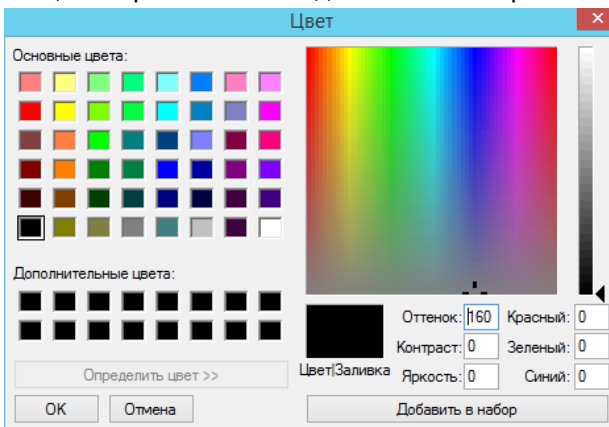 Цвет
Основные цвета:
Дополнительные цвета:
Оттенок: 160 Красный: 0
Контраст: 0 Зеленый: 0
Цвет|Заливка Яркость: 0 Синий: 0
Определить цвет >>
ОК Отмена Добавить в набор